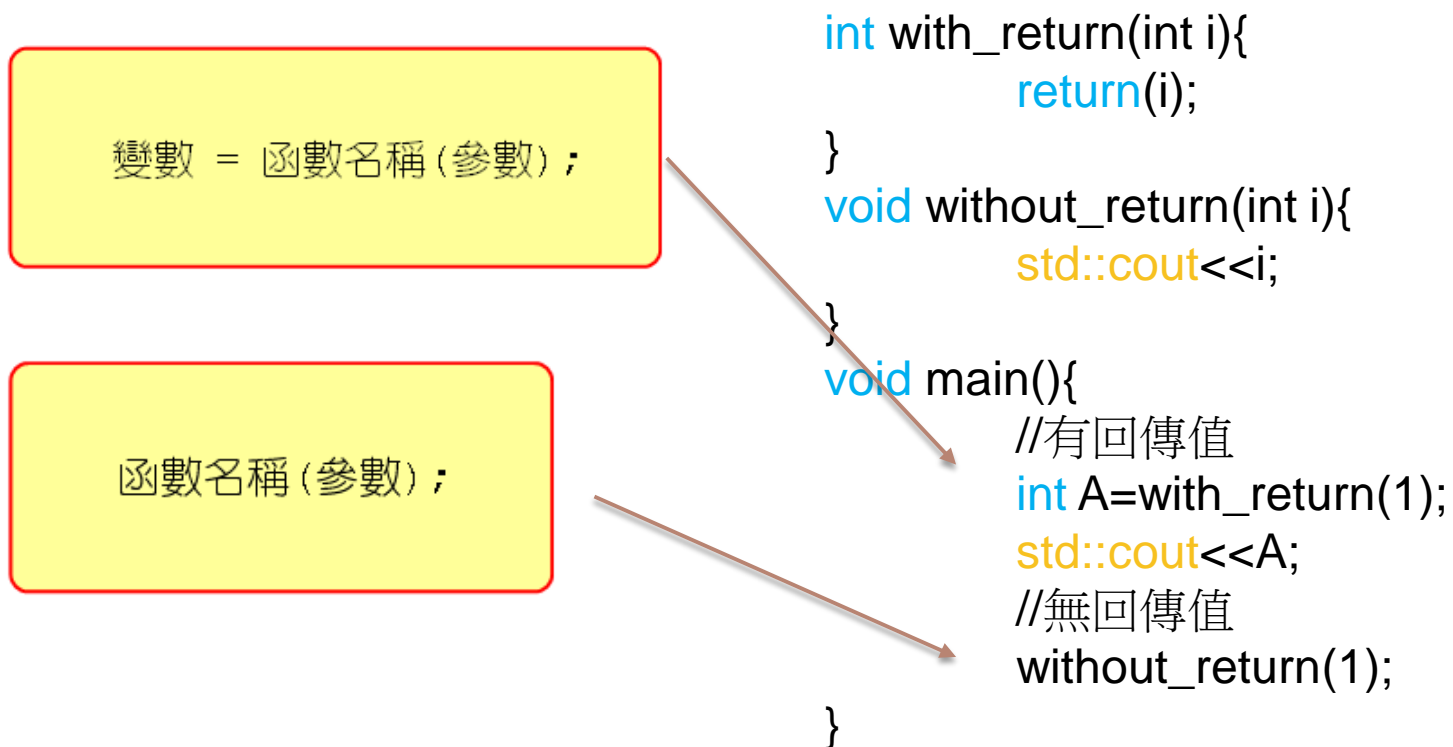 變數 = 函數名稱(參數);
函數名稱(參數);
int with_return(int i){
return(i);
}
void without_return(int i){
std::cout<<i;
}
void main(){
//有回傳值
int A=with_return(1);
std::cout<<A;
//無回傳值
without_return(1);
}